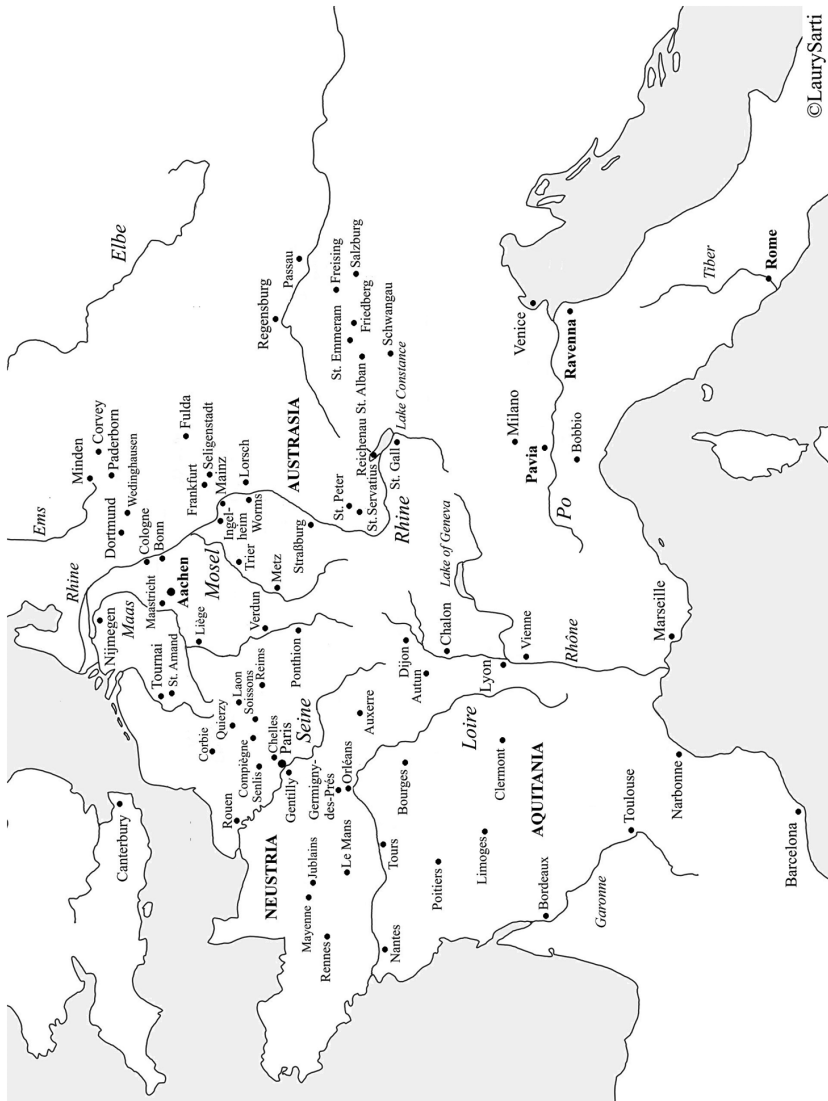 Elbe
Ems
Rhine
Minden
Corvey
Paderborn
Wedinghausen
Dortmund
Cologne
Bonn
Nijmegen
Maas
Maastricht
Aachen
Mosel
Tournai
St. Amand
Liège
Canterbury
Fulda
Seligenstadt
Frankfurt
Mainz
Lorsch
Ingel-
heim
Worms
Trier
Metz
Verdun
Ponthion
Straßburg
AUSTRASIA
Regensburg
Passau
Freising
Salzburg
St. Emmeram
Friedberg
St. Alban
Schwangau
Lake Constance
Reichenau
St. Peter
St.Servatius
St. Gall
Rhine
Corbie
Quierzy
Laon
Soissons
Reims
Compiègne
Senlis
Chelles
Paris
Seine
Gentilly
Rouen
NEUSTRIA
Germigny-
des-Prés
Orléans
Auxerre
Mayenne
Jublains
Le Mans
Rennes
Nantes
Tours
Bourges
Poitiers
Dijon
Autun
Chalon
Lake of Geneva
Loire
Lyon
Vienne
Rhône
Clermont
Limoges
AQUITANIA
Bordeaux
Garonne
Toulouse
Narbonne
Marseille
Barcelona
Venice
Milano
Pavia
Bobbio
Po
Ravenna
Tiber
Rome
©LaurySarti